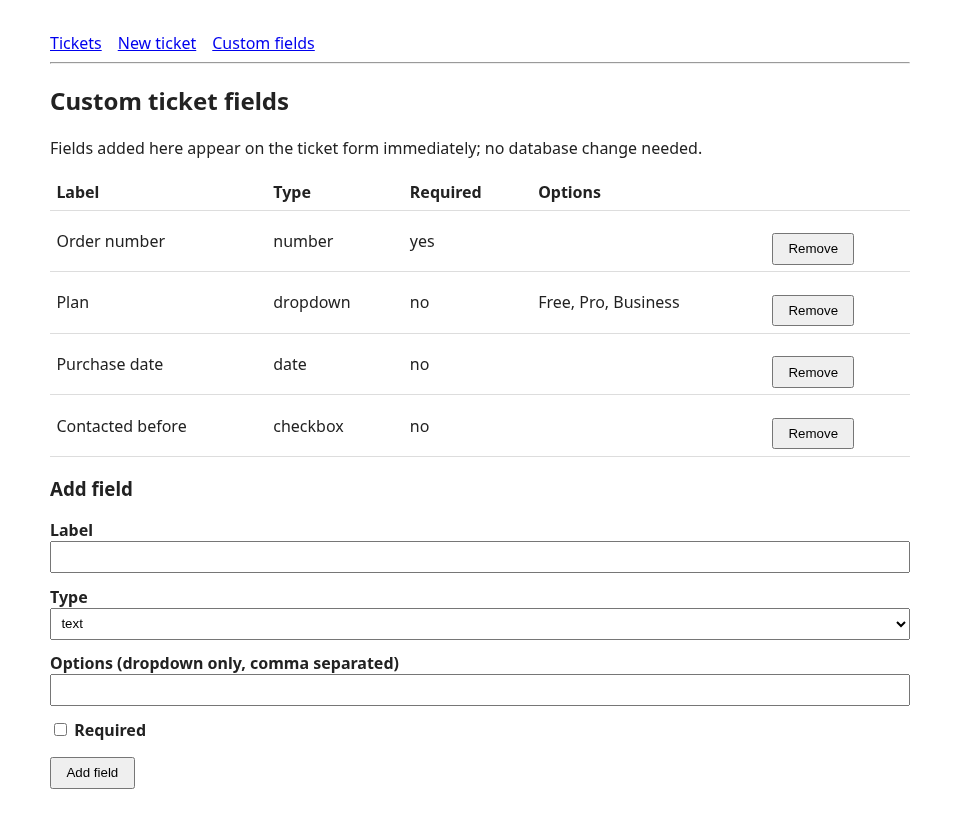 Tickets New ticket Custom fields
Custom ticket fields
Fields added here appear on the ticket form immediately; no database change needed.
Label Type Required Options
Order number number yes Remove
Plan dropdown no Free, Pro, Business Remove
Purchase date date no Remove
Contacted before checkbox no Remove
Add field
Label
Type
text
Options (dropdown only, comma separated)
Required
Add field